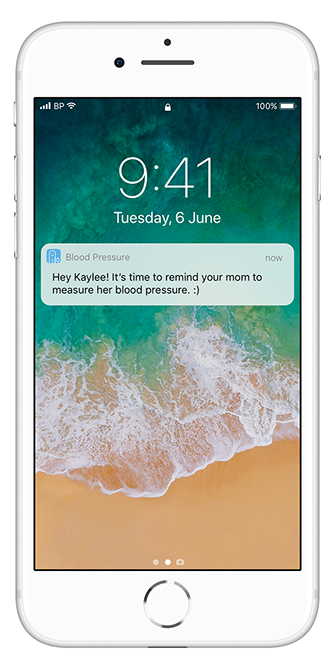 BP 100%
9:41
Tuesday, 6 June
Blood Pressure now
Hey Kaylee! It's time to remind your mom to
measure her blood pressure. :)